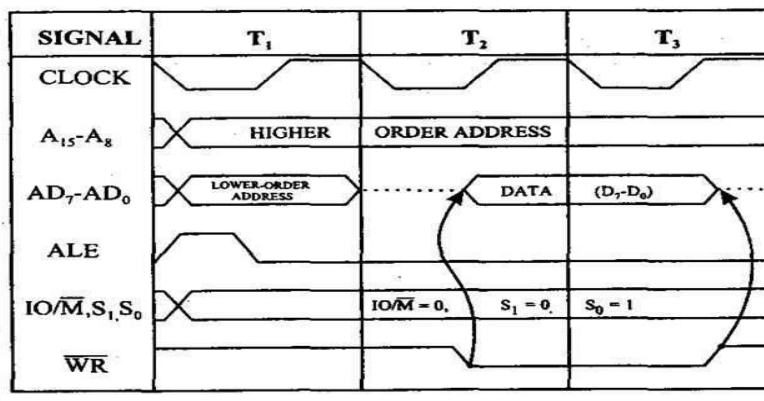 SIGNAL T₁ T₂ T₃
CLOCK
A₁₅-A₈ HIGHER ORDER ADDRESS
AD₇-AD₀ LOWER-ORDER ADDRESS DATA (D₇-D₀)
ALE
IO/M̅,S₁,S₀ IO/M̅ = 0, S₁ = 0, S₀ = 1
W̅R̅